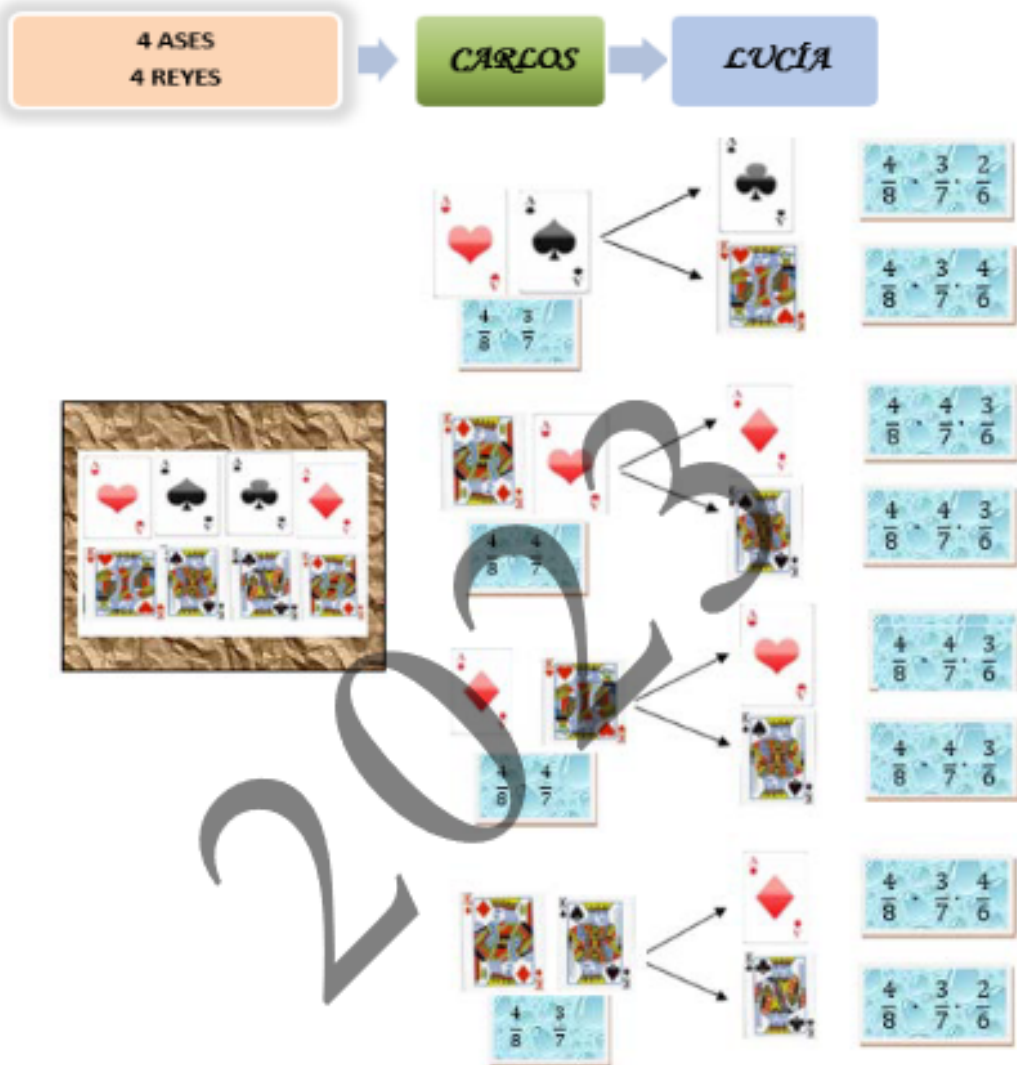 4 ASES
4 REYES
CARLOS
LUCÍA
4/8 · 3/7 · 2/6
4/8 · 3/7 · 4/6
4/8 · 3/7
4/8 · 4/7 · 3/6
4/8 · 4/7 · 3/6
4/8 · 4/7
4/8 · 4/7 · 3/6
4/8 · 4/7 · 3/6
4/8 · 4/7
4/8 · 3/7 · 4/6
4/8 · 3/7 · 2/6
4/8 · 3/7
2023